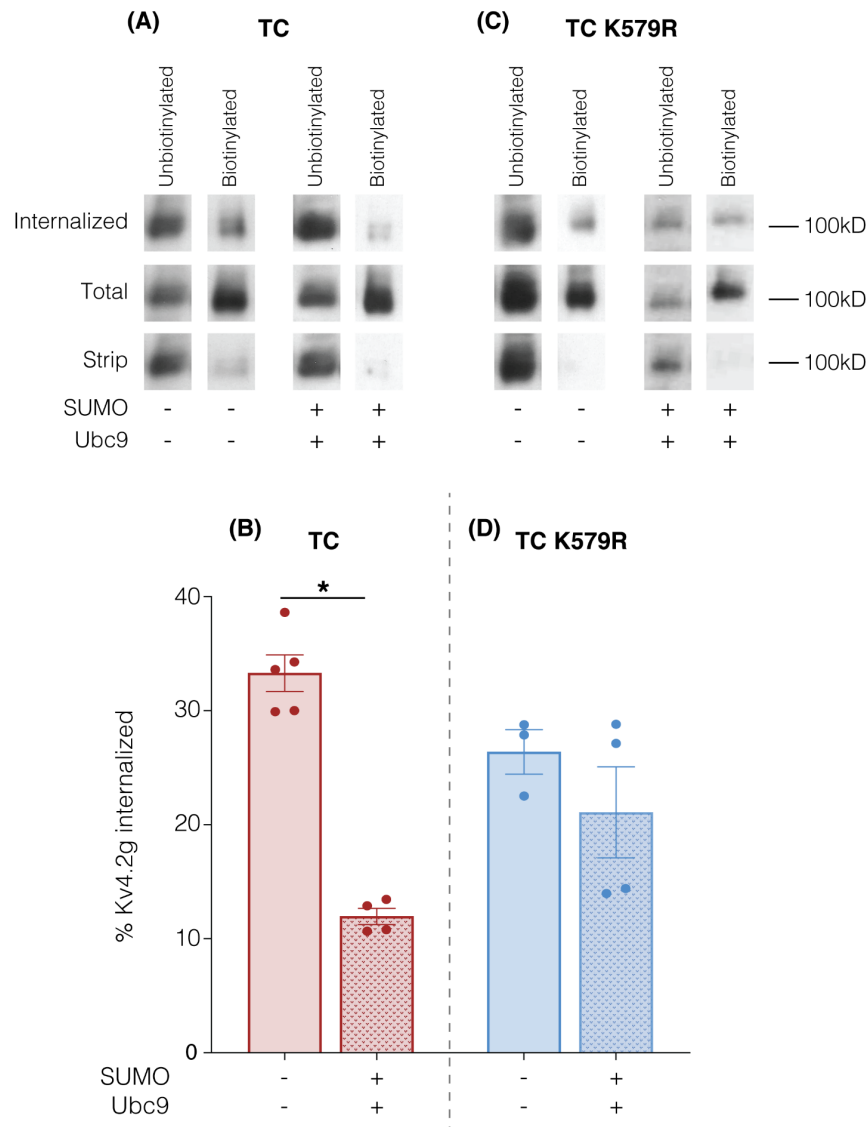 (A) TC (C) TC K579R
Unbiotinylated Biotinylated Unbiotinylated Biotinylated Unbiotinylated Biotinylated Unbiotinylated Biotinylated
Internalized 100kD
Total 100kD
Strip 100kD
SUMO - - + + - - + +
Ubc9 - - + + - - + +
(B) TC (D) TC K579R
% Kv4.2g internalized
*
40
30
20
10
0
SUMO - + - +
Ubc9 - + - +